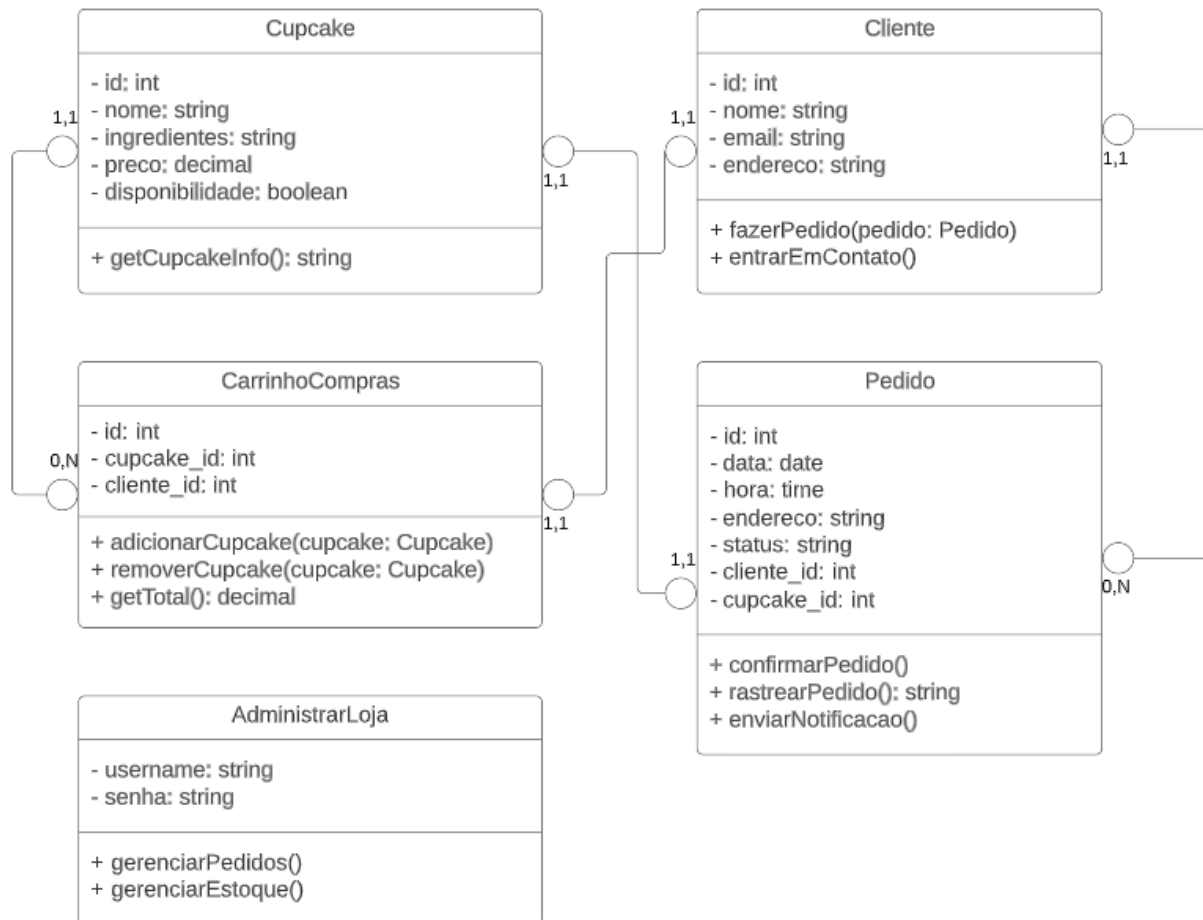 Cupcake
- id: int
- nome: string
- ingredientes: string
- preco: decimal
- disponibilidade: boolean
+ getCupcakeInfo(): string
1,1
1,1
Cliente
- id: int
- nome: string
- email: string
- endereco: string
+ fazerPedido(pedido: Pedido)
+ entrarEmContato()
1,1
1,1
CarrinhoCompras
- id: int
- cupcake_id: int
- cliente_id: int
+ adicionarCupcake(cupcake: Cupcake)
+ removerCupcake(cupcake: Cupcake)
+ getTotal(): decimal
0,N
1,1
Pedido
- id: int
- data: date
- hora: time
- endereco: string
- status: string
- cliente_id: int
- cupcake_id: int
+ confirmarPedido()
+ rastrearPedido(): string
+ enviarNotificacao()
1,1
0,N
AdministrarLoja
- username: string
- senha: string
+ gerenciarPedidos()
+ gerenciarEstoque()